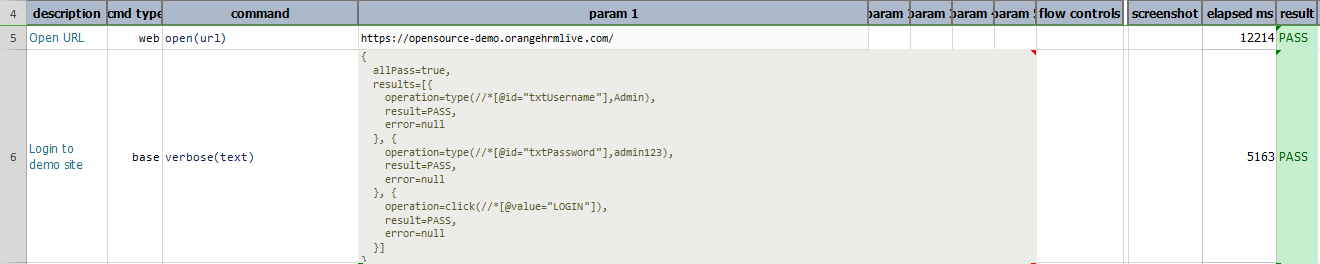 4 description cmd type command param 1 param param param param flow controls screenshot elapsed ms result
5 Open URL web open(url) https://opensource-demo.orangehrmlive.com/ 12214 PASS
6 Login to demo site base verbose(text) 5163 PASS
{
allPass=true,
results=[{
operation=type(//*[@id="txtUsername"],Admin),
result=PASS,
error=null
}, {
operation=type(//*[@id="txtPassword"],admin123),
result=PASS,
error=null
}, {
operation=click(//*[@value="LOGIN"]),
result=PASS,
error=null
}]
}